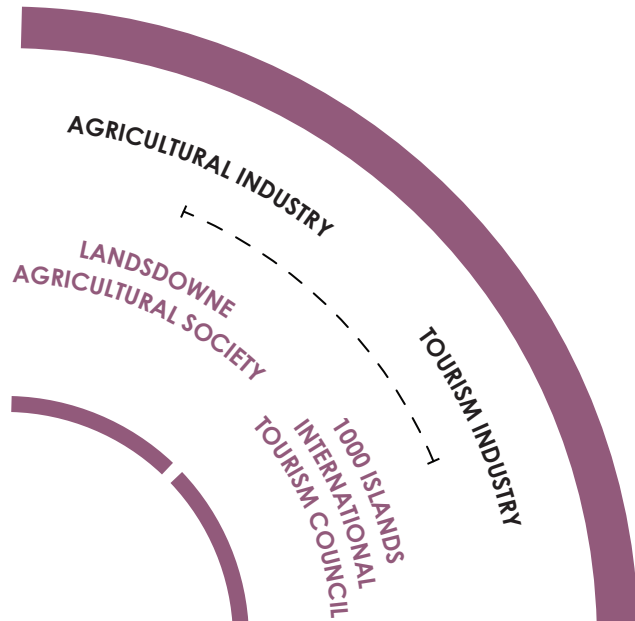 AGRICULTURAL INDUSTRY
LANDSDOWNE
AGRICULTURAL SOCIETY
TOURISM INDUSTRY
1000 ISLANDS
INTERNATIONAL
TOURISM COUNCIL